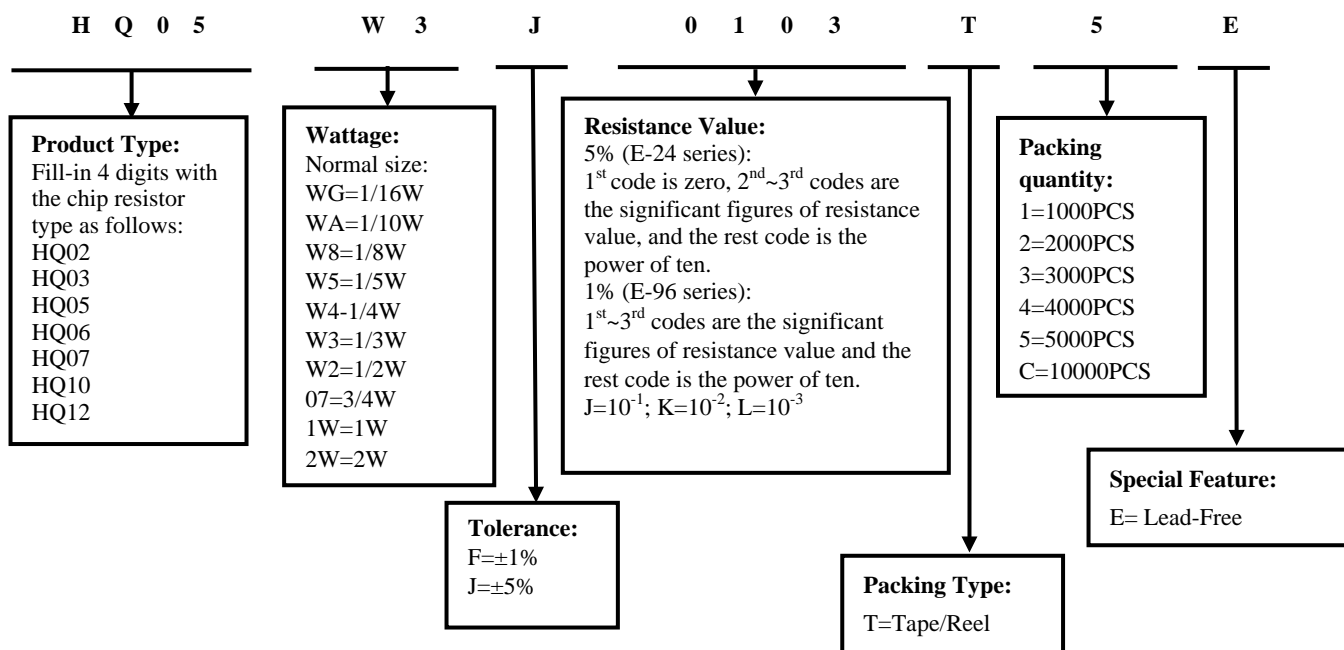 H Q 0 5 W 3 J 0 1 0 3 T 5 E
Product Type:
Fill-in 4 digits with
the chip resistor
type as follows:
HQ02
HQ03
HQ05
HQ06
HQ07
HQ10
HQ12
Wattage:
Normal size:
WG=1/16W
WA=1/10W
W8=1/8W
W5=1/5W
W4-1/4W
W3=1/3W
W2=1/2W
07=3/4W
1W=1W
2W=2W
Tolerance:
F=±1%
J=±5%
Resistance Value:
5% (E-24 series):
1st code is zero, 2nd~3rd codes are
the significant figures of resistance
value, and the rest code is the
power of ten.
1% (E-96 series):
1st~3rd codes are the significant
figures of resistance value and the
rest code is the power of ten.
J=10-1; K=10-2; L=10-3
Packing Type:
T=Tape/Reel
Packing
quantity:
1=1000PCS
2=2000PCS
3=3000PCS
4=4000PCS
5=5000PCS
C=10000PCS
Special Feature:
E= Lead-Free